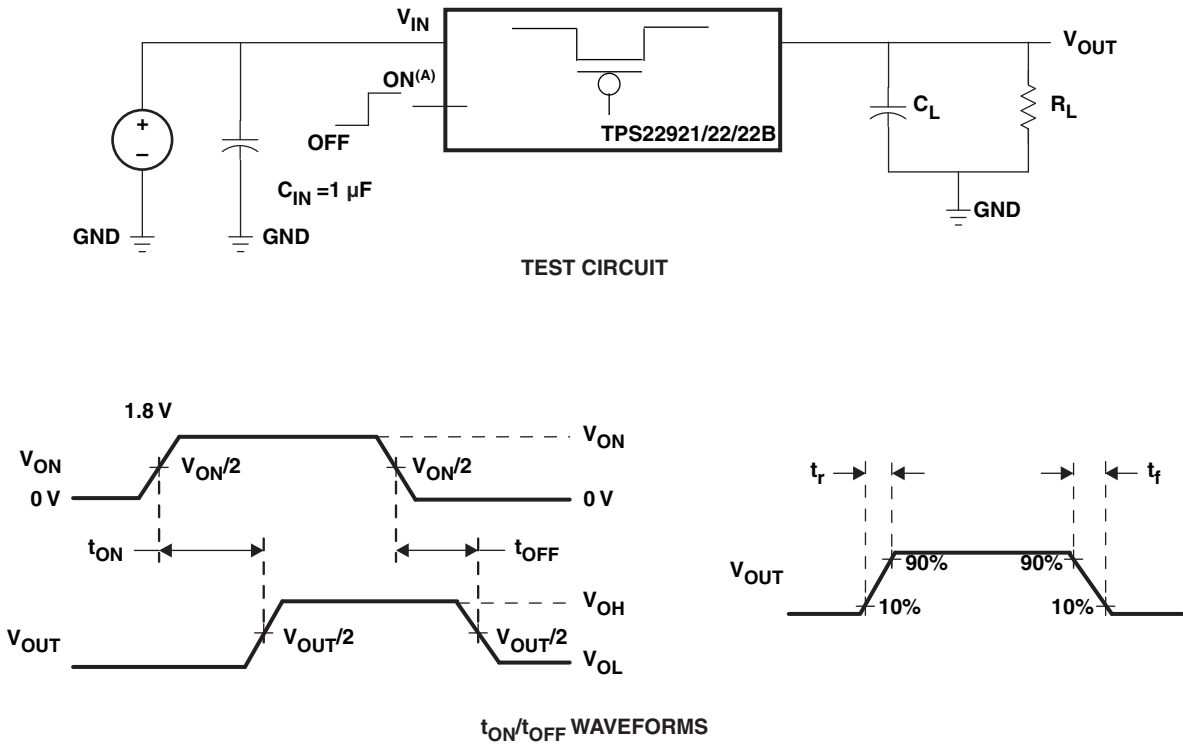 V_IN
V_OUT
ON(A)
OFF
+
–
C_IN =1 µF
TPS22921/22/22B
C_L
R_L
GND
GND
GND
TEST CIRCUIT
1.8 V
V_ON
V_ON
V_ON/2
V_ON/2
0 V
0 V
t_ON
t_OFF
V_OH
V_OUT
V_OUT/2
V_OUT/2
V_OL
t_r
t_f
V_OUT
90%
90%
10%
10%
t_ON/t_OFF WAVEFORMS